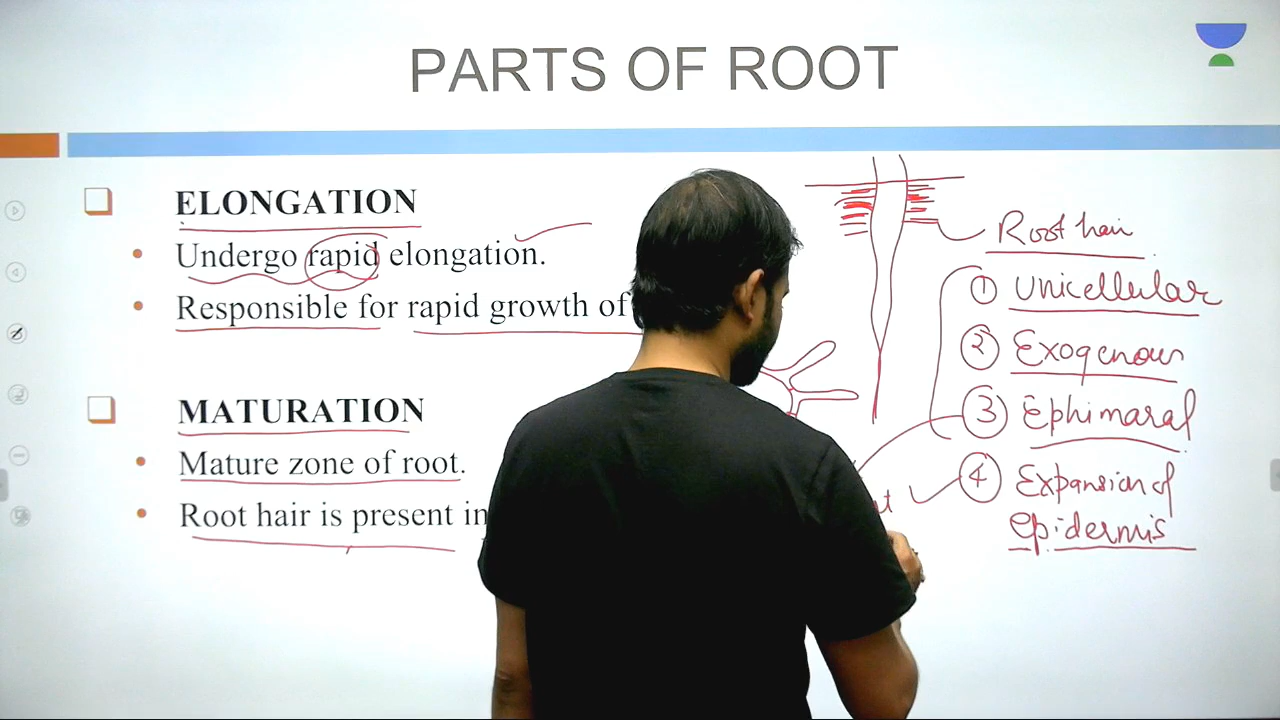 PARTS OF ROOT
ELONGATION
Undergo rapid elongation.
Responsible for rapid growth of
MATURATION
Mature zone of root.
Root hair is present in
Root hair
1 Unicellular
2 Exogenous
3 Ephimaral
4 Expansion of
Epidermis